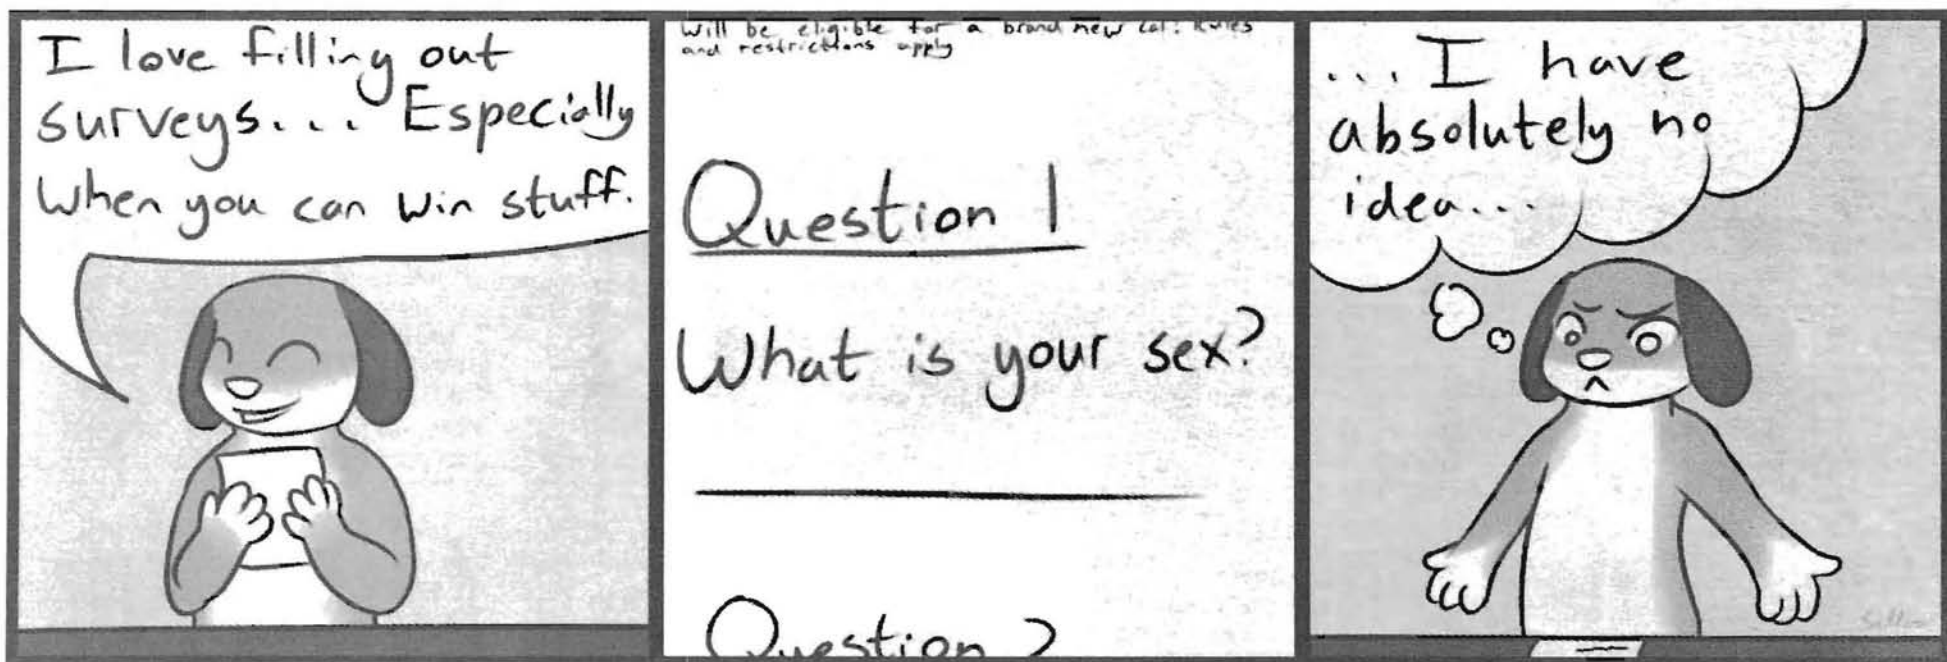 I love filling out
surveys... Especially
when you can win stuff.
Will be eligible for a brand new car! Rules
and restrictions apply
Question 1
What is your sex?
Question 2
... I have
absolutely no
idea...